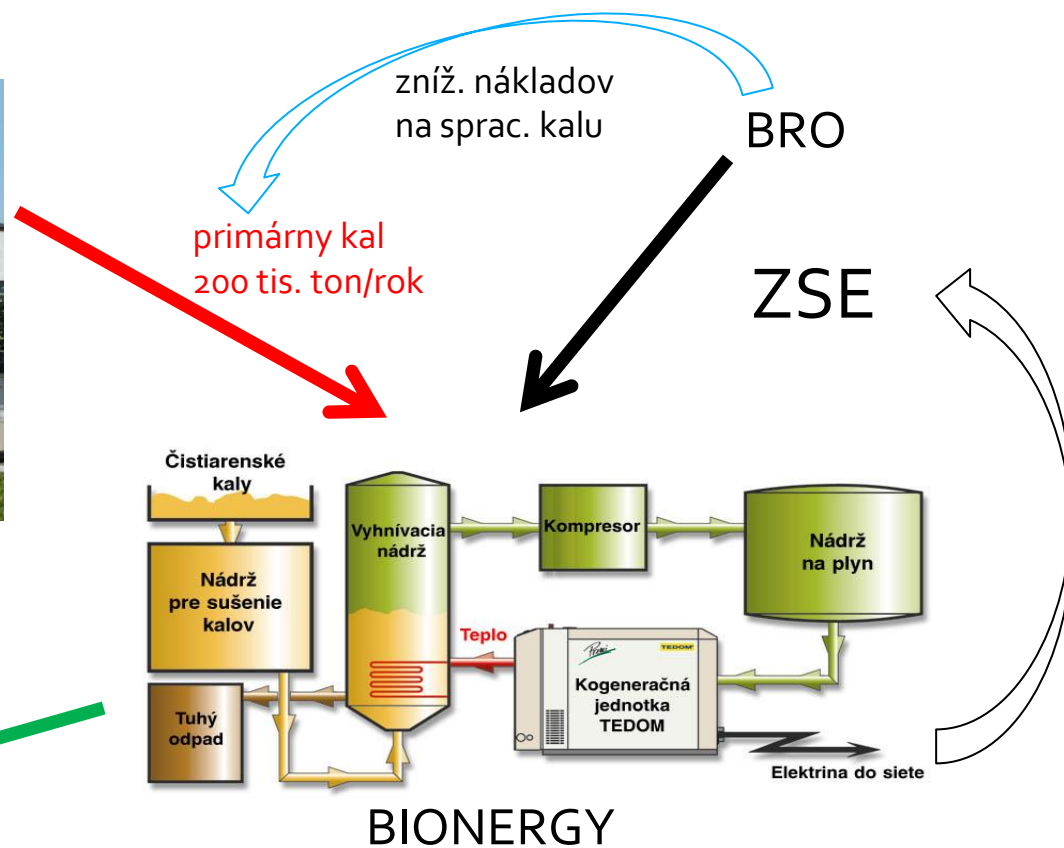 zníž. nákladov
na sprac. kalu
BRO
primárny kal
200 tis. ton/rok
ZSE
Čistiarenské
kaly
Vyhnívacia
nádrž
Kompresor
Nádrž
na plyn
Nádrž
pre sušenie
kalov
Teplo
TEDOM
Kogeneračná
jednotka
TEDOM
Tuhý
odpad
Elektrina do siete
BIONERGY